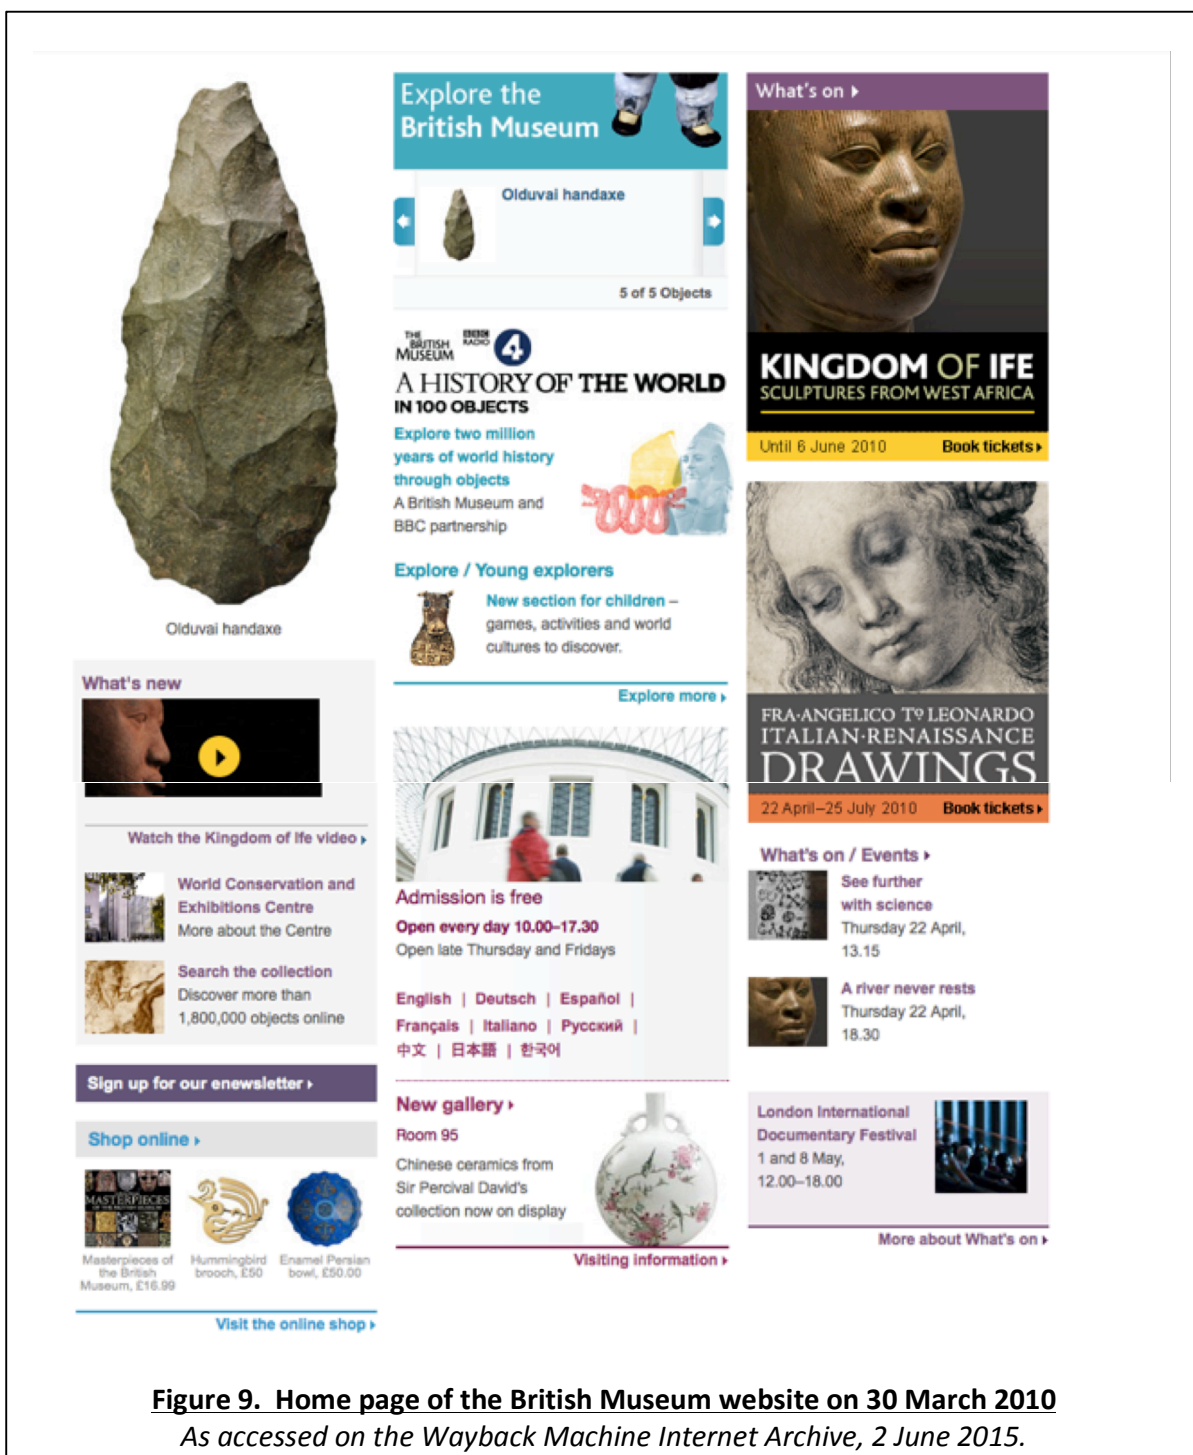 Olduvai handaxe
What's new
Watch the Kingdom of Ife video
World Conservation and
Exhibitions Centre
More about the Centre
Search the collection
Discover more than
1,800,000 objects online
Sign up for our enewsletter
Shop online
MASTERPIECES
OF THE BRITISH MUSEUM
Masterpieces of
the British
Museum, £16.99
Hummingbird
brooch, £50
Enamel Persian
bowl, £50.00
Visit the online shop
Explore the
British Museum
Olduvai handaxe
5 of 5 Objects
THE
BRITISH
MUSEUM
BBC
RADIO
4
A HISTORY OF THE WORLD
IN 100 OBJECTS
Explore two million
years of world history
through objects
A British Museum and
BBC partnership
Explore / Young explorers
New section for children –
games, activities and world
cultures to discover.
Explore more
Admission is free
Open every day 10.00–17.30
Open late Thursday and Fridays
English | Deutsch | Español |
Français | Italiano | Русский |
中文 | 日本語 | 한국어
New gallery
Room 95
Chinese ceramics from
Sir Percival David's
collection now on display
Visiting information
What's on
KINGDOM OF IFE
SCULPTURES FROM WEST AFRICA
Until 6 June 2010 Book tickets
FRA·ANGELICO TO LEONARDO
ITALIAN·RENAISSANCE
DRAWINGS
22 April–25 July 2010 Book tickets
What's on / Events
See further
with science
Thursday 22 April,
13.15
A river never rests
Thursday 22 April,
18.30
London International
Documentary Festival
1 and 8 May,
12.00–18.00
More about What's on
Figure 9. Home page of the British Museum website on 30 March 2010
As accessed on the Wayback Machine Internet Archive, 2 June 2015.